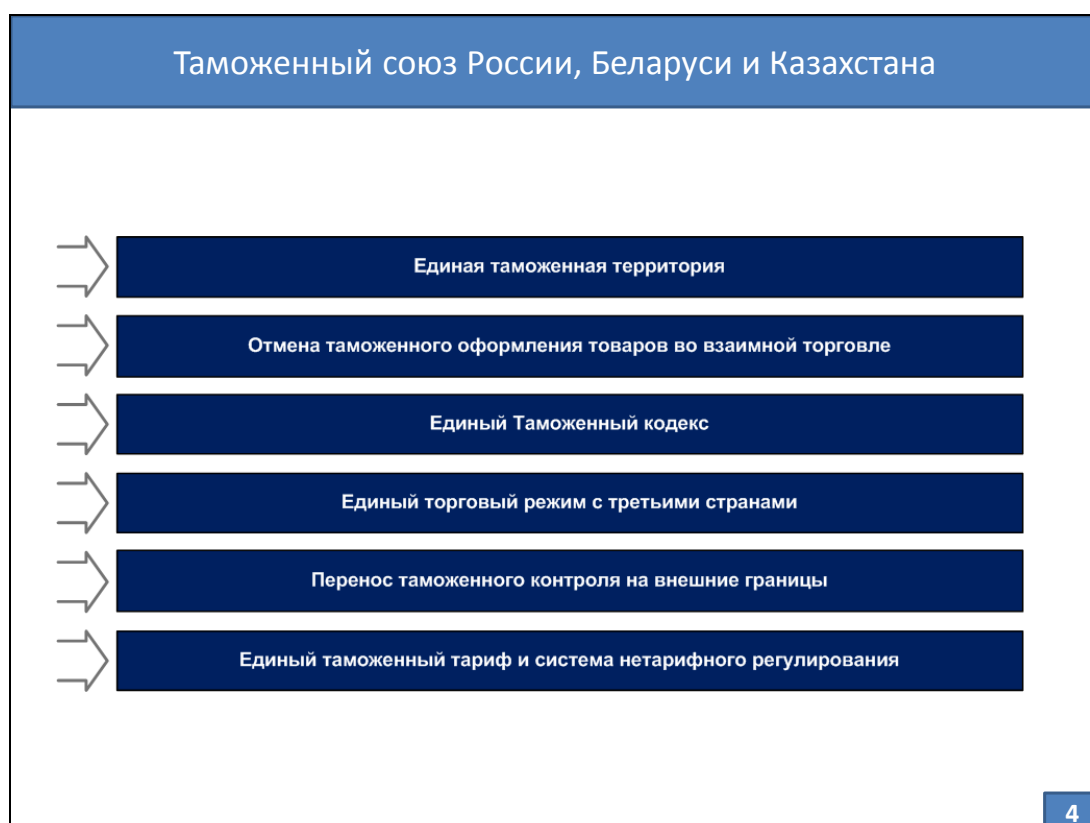 Таможенный союз России, Беларуси и Казахстана
Единая таможенная территория
Отмена таможенного оформления товаров во взаимной торговле
Единый Таможенный кодекс
Единый торговый режим с третьими странами
Перенос таможенного контроля на внешние границы
Единый таможенный тариф и система нетарифного регулирования
4